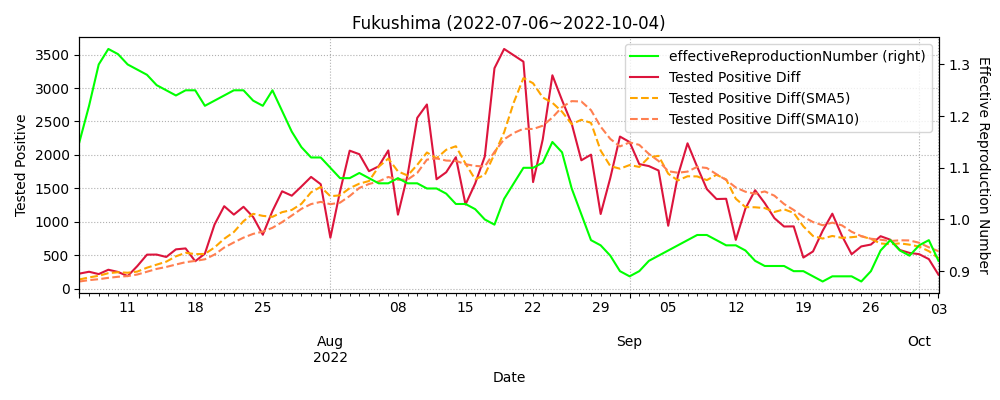 Fukushima (2022-07-06~2022-10-04)
effectiveReproductionNumber (right)
Tested Positive Diff
Tested Positive Diff(SMA5)
Tested Positive Diff(SMA10)
Tested Positive
3500
3000
2500
2000
1500
1000
500
0
1.3
1.2
1.1
1.0
0.9
Effective Reproduction Number
11 18 25 08 15 22 29 05 12 19 26 03
Aug Sep Oct
2022
Date